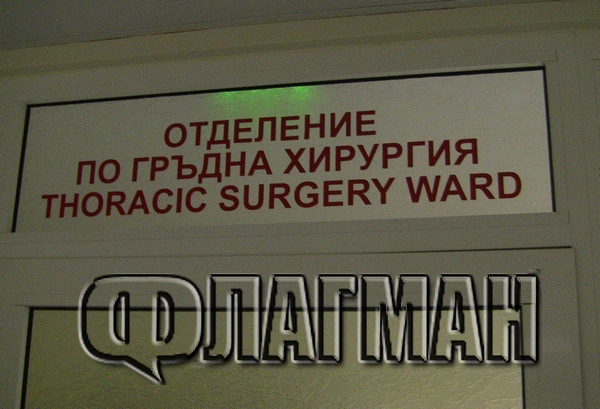 ОТДЕЛЕНИЕ
ПО ГРЪДНА ХИРУРГИЯ
THORACIC SURGERY WARD
ФЛАГМАН